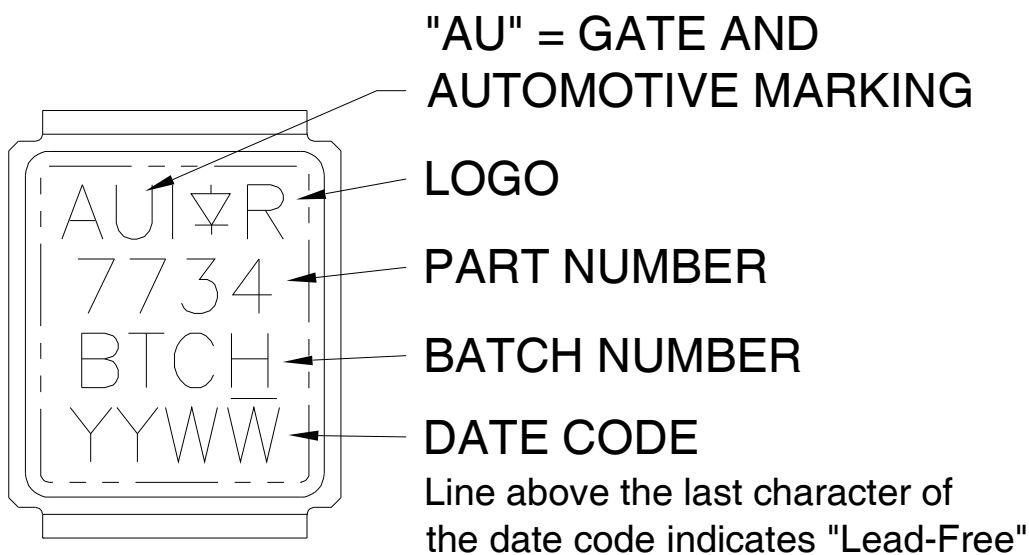 "AU" = GATE AND
AUTOMOTIVE MARKING
AUI R
LOGO
7734
PART NUMBER
BTCH
BATCH NUMBER
YYWW
DATE CODE
Line above the last character of
the date code indicates "Lead-Free"